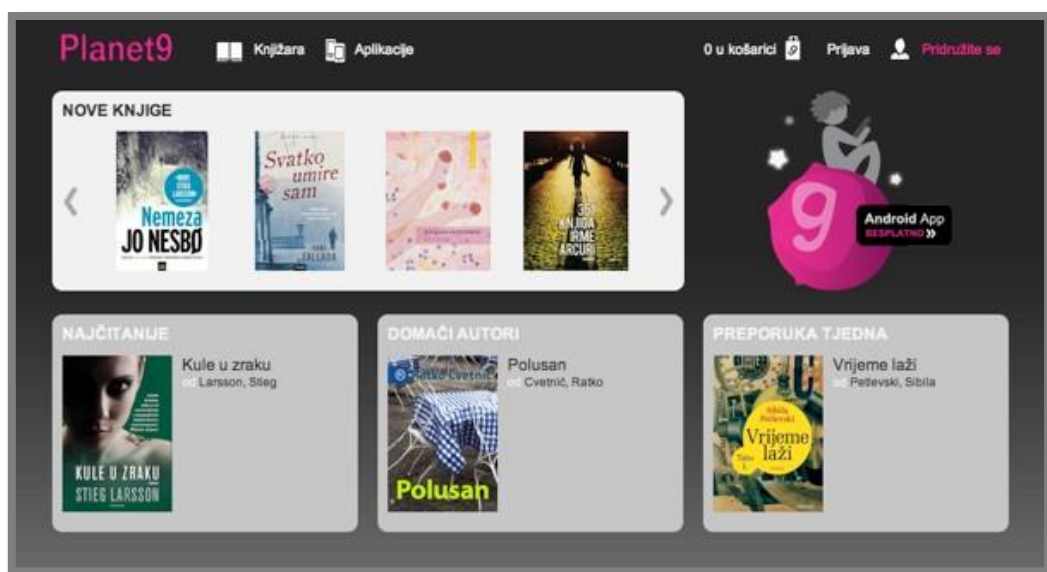 Planet9
Knjižara
Aplikacije
0 u košarici
Prijava
Pridružite se
NOVE KNJIGE
Nemeza
JO NESBØ
Svatko
umire
sam
FALLADA
KNJIGA
IRME
ARCURI
9
Android App
BESPLATNO
NAJČITANIJE
Kule u zraku
od Larsson, Stieg
KULE U ZRAKU
STIEG LARSSON
DOMAĆI AUTORI
Polusan
od Cvetnić, Ratko
Ratko Cvetnić
Polusan
PREPORUKA TJEDNA
Vrijeme laži
od Petlevski, Sibila
Sibila
Petlevski
Vrijeme
laži